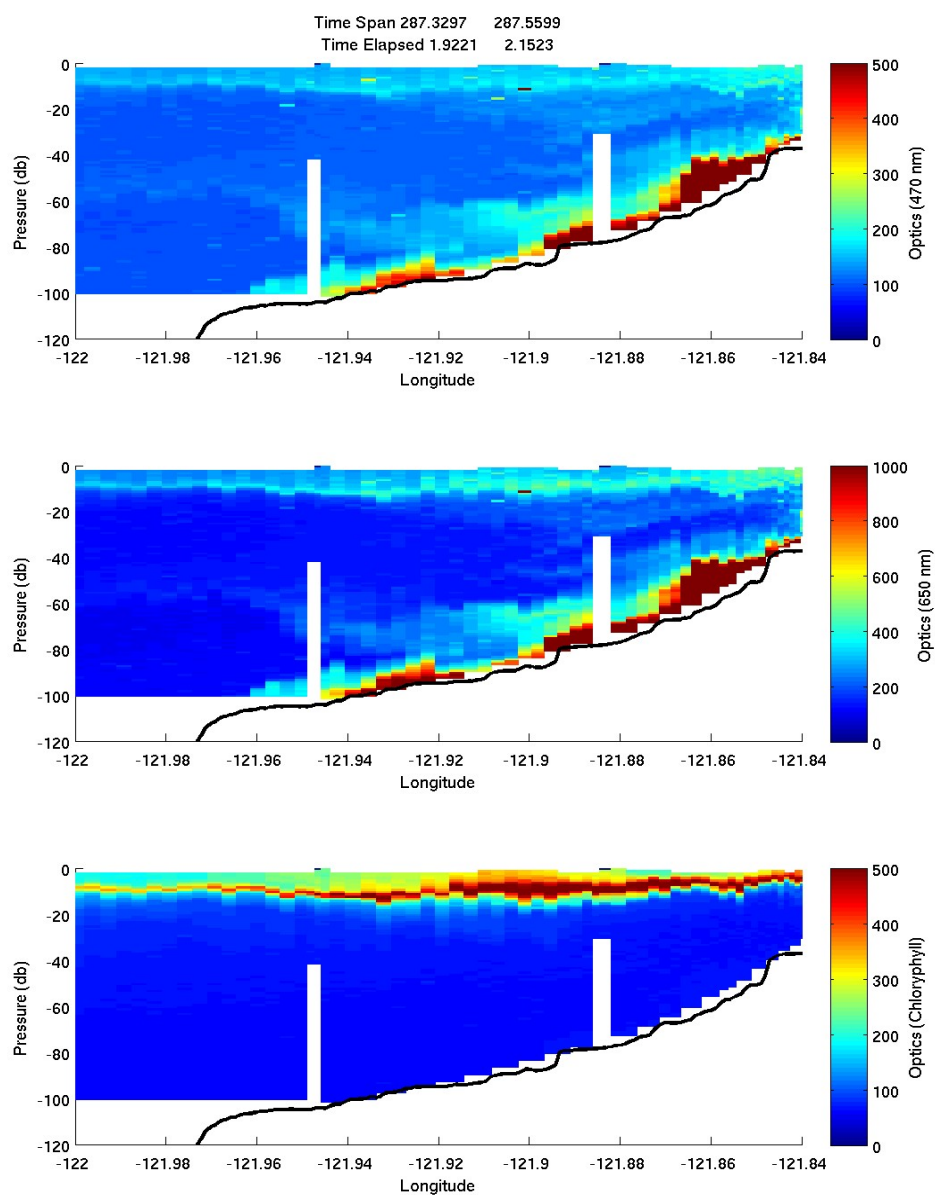 Time Span 287.3297 287.5599
Time Elapsed 1.9221 2.1523
0
-20
-40
-60
-80
-100
-120
Pressure (db)
-122 -121.98 -121.96 -121.94 -121.92 -121.9 -121.88 -121.86 -121.84
Longitude
500
400
300
200
100
0
Optics (470 nm)
0
-20
-40
-60
-80
-100
-120
Pressure (db)
-122 -121.98 -121.96 -121.94 -121.92 -121.9 -121.88 -121.86 -121.84
Longitude
1000
800
600
400
200
0
Optics (650 nm)
0
-20
-40
-60
-80
-100
-120
Pressure (db)
-122 -121.98 -121.96 -121.94 -121.92 -121.9 -121.88 -121.86 -121.84
Longitude
500
400
300
200
100
0
Optics (Chloryphyll)